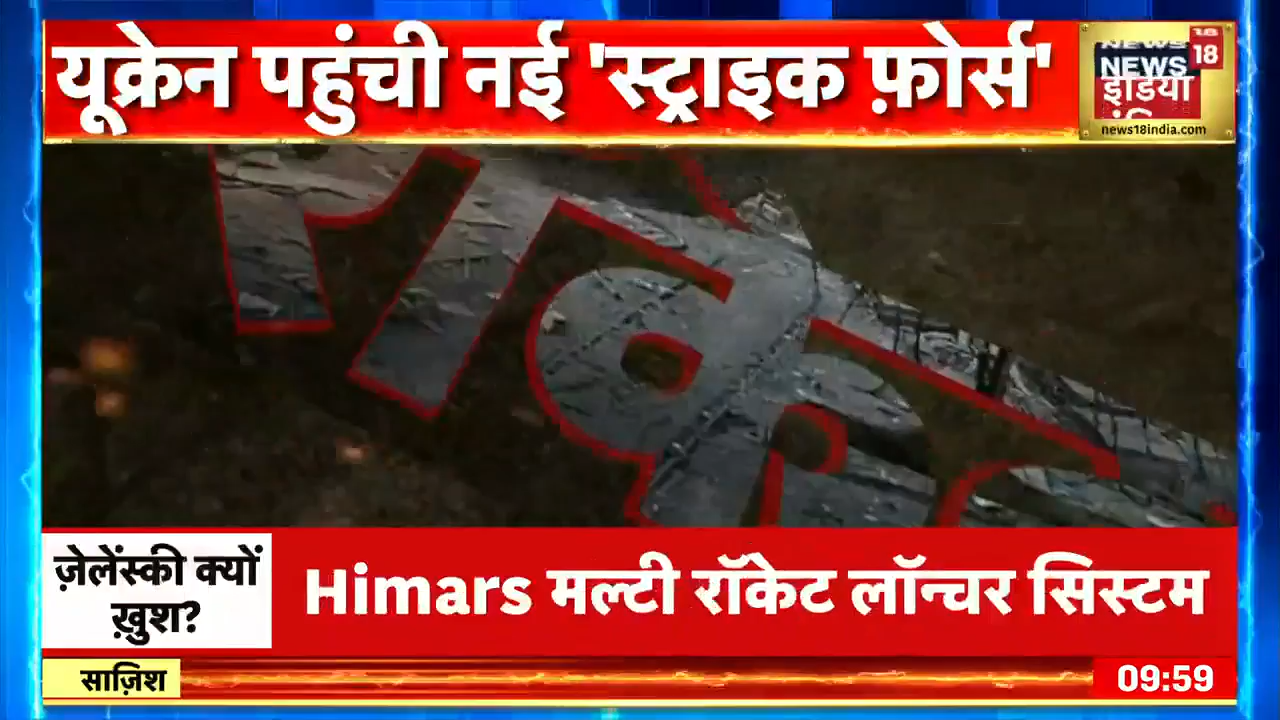 यूक्रेन पहुंची नई 'स्ट्राइक फ़ोर्स'
18
NEWS
इंडिया
news18india.com
ज़ेलेंस्की क्यों
ख़ुश?
Himars मल्टी रॉकेट लॉन्चर सिस्टम
साज़िश
09:59